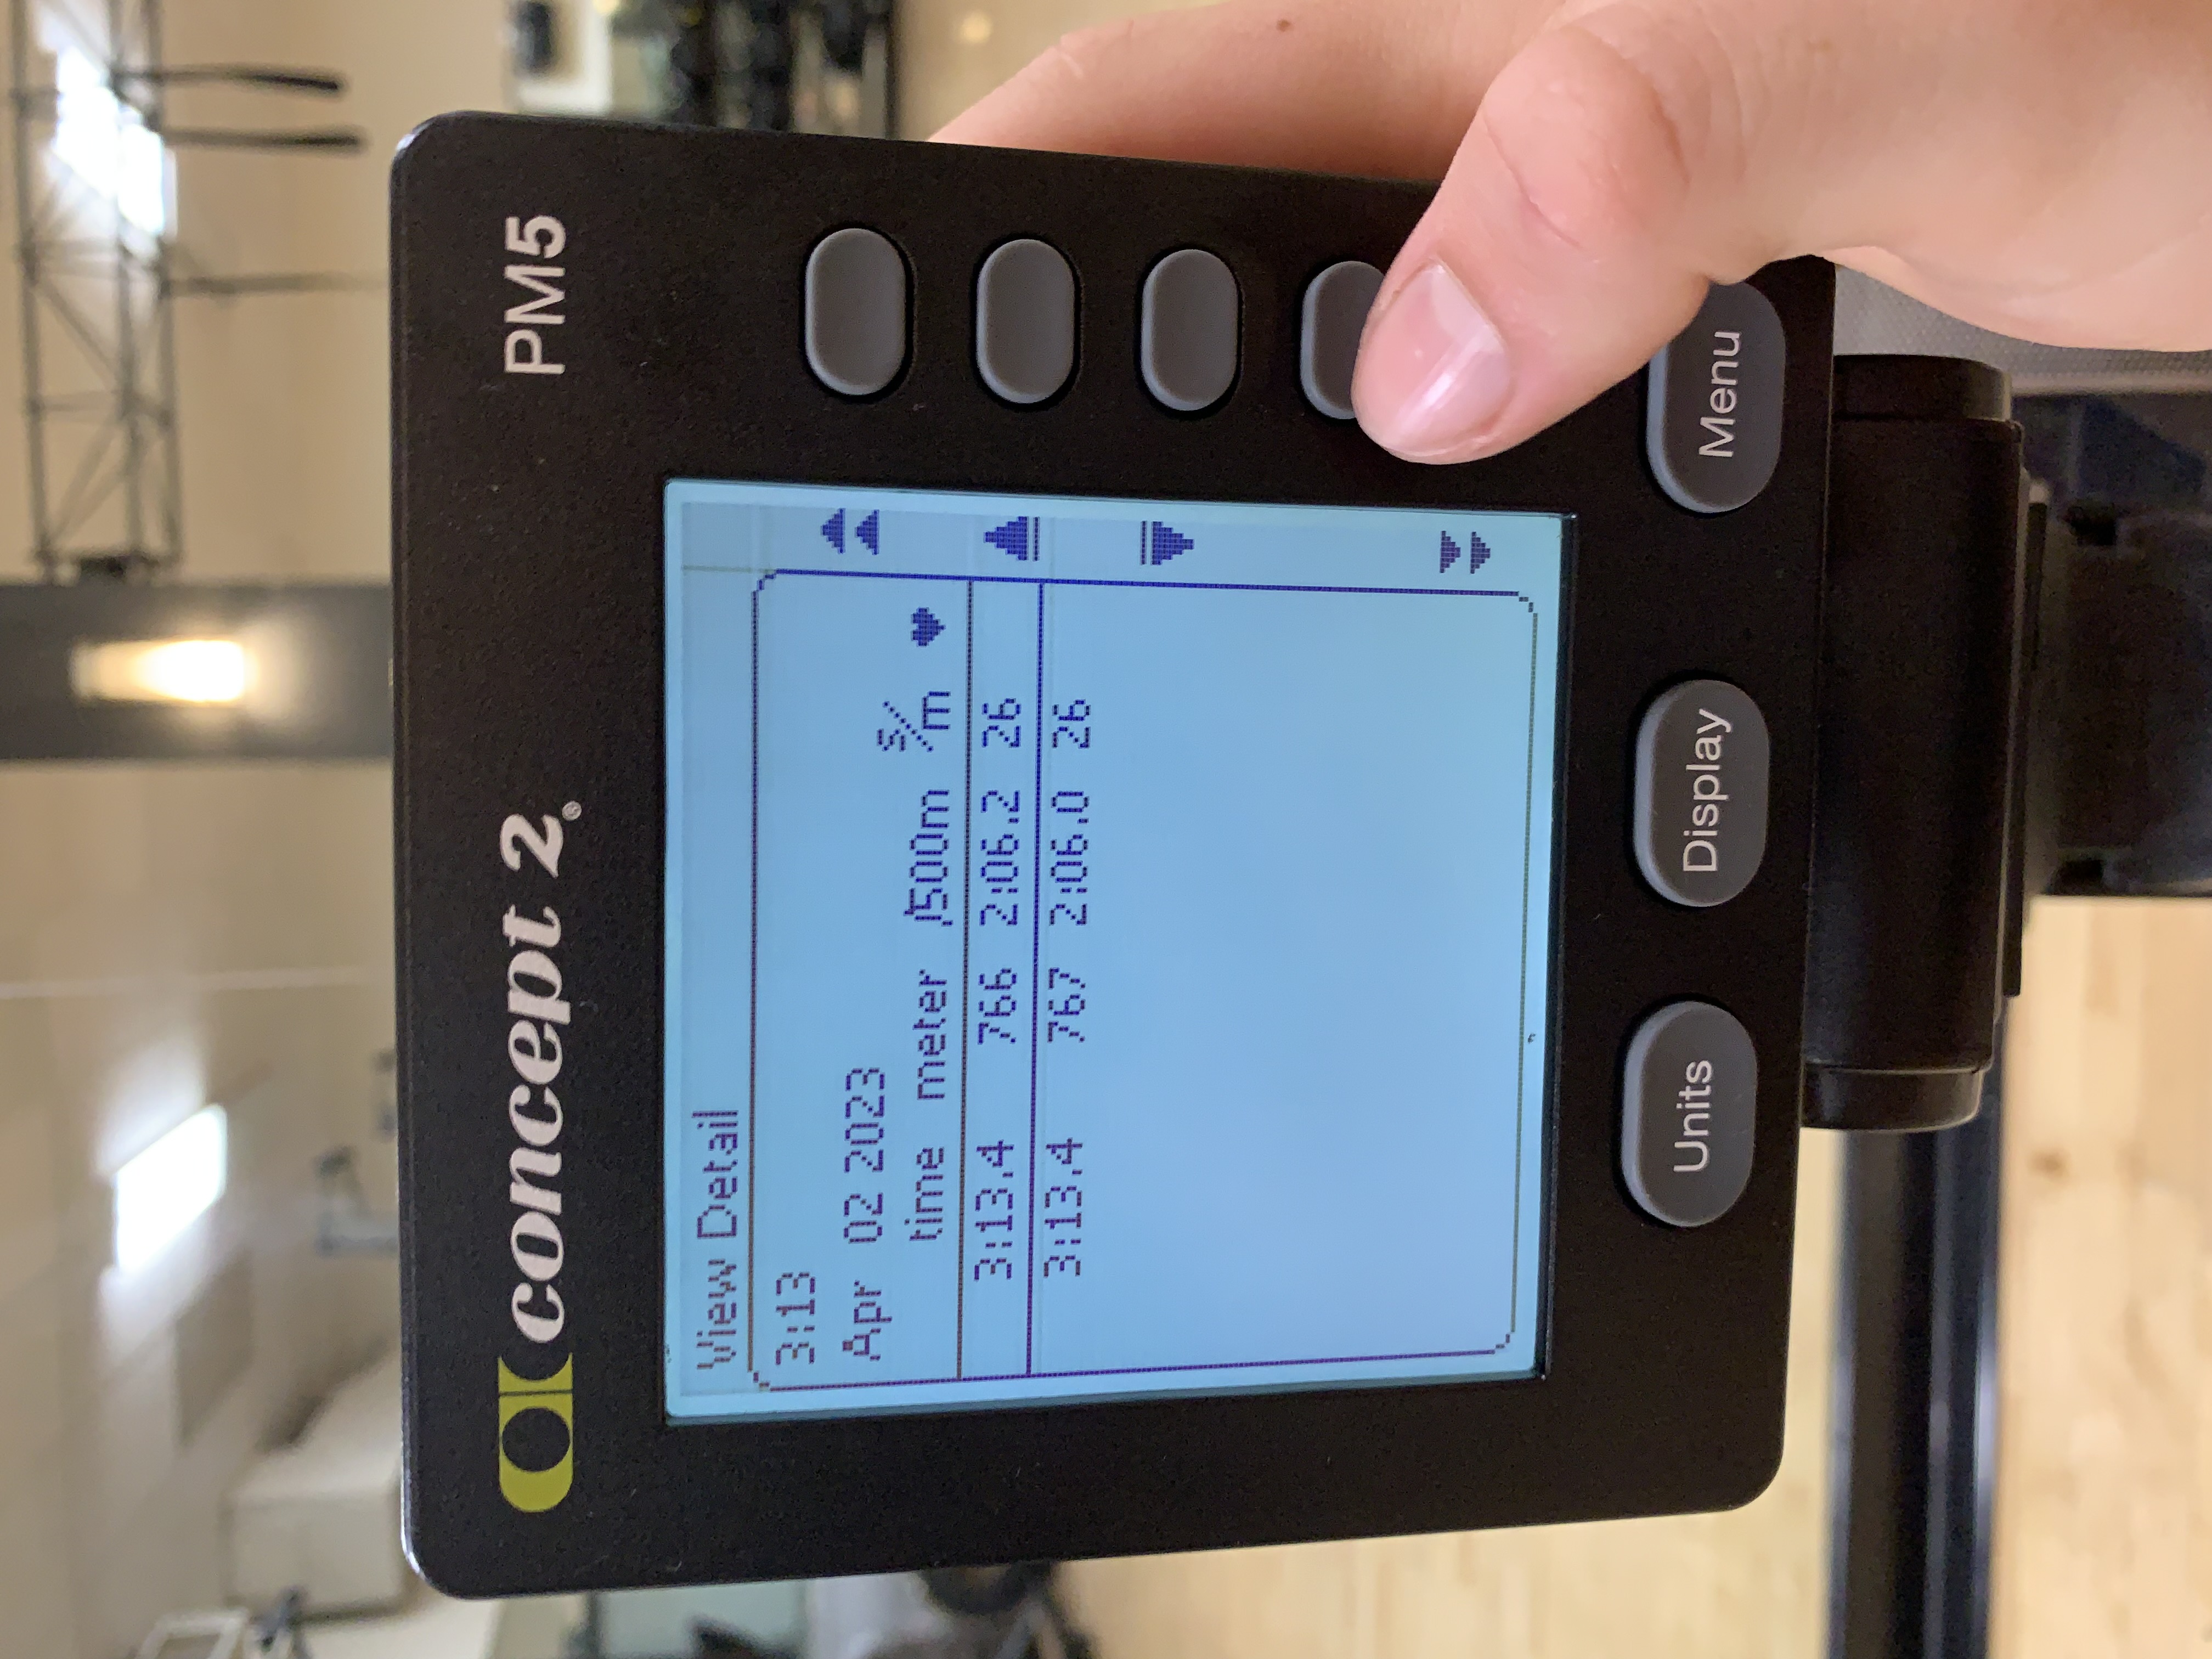 concept 2® PM5
View Detail
3:13
Apr 02 2023
time meter /500m s/m ♥
3:13.4 766 2:06.2 26
3:13.4 767 2:06.0 26
Units Display Menu